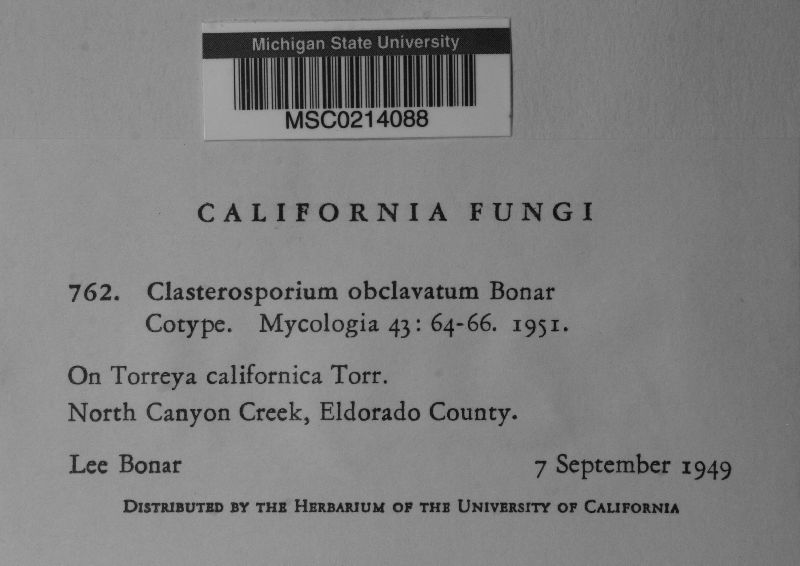 Michigan State University
MSC0214088
CALIFORNIA FUNGI
762. Clasterosporium obclavatum Bonar
Cotype. Mycologia 43: 64-66. 1951.
On Torreya californica Torr.
North Canyon Creek, Eldorado County.
Lee Bonar 7 September 1949
DISTRIBUTED BY THE HERBARIUM OF THE UNIVERSITY OF CALIFORNIA